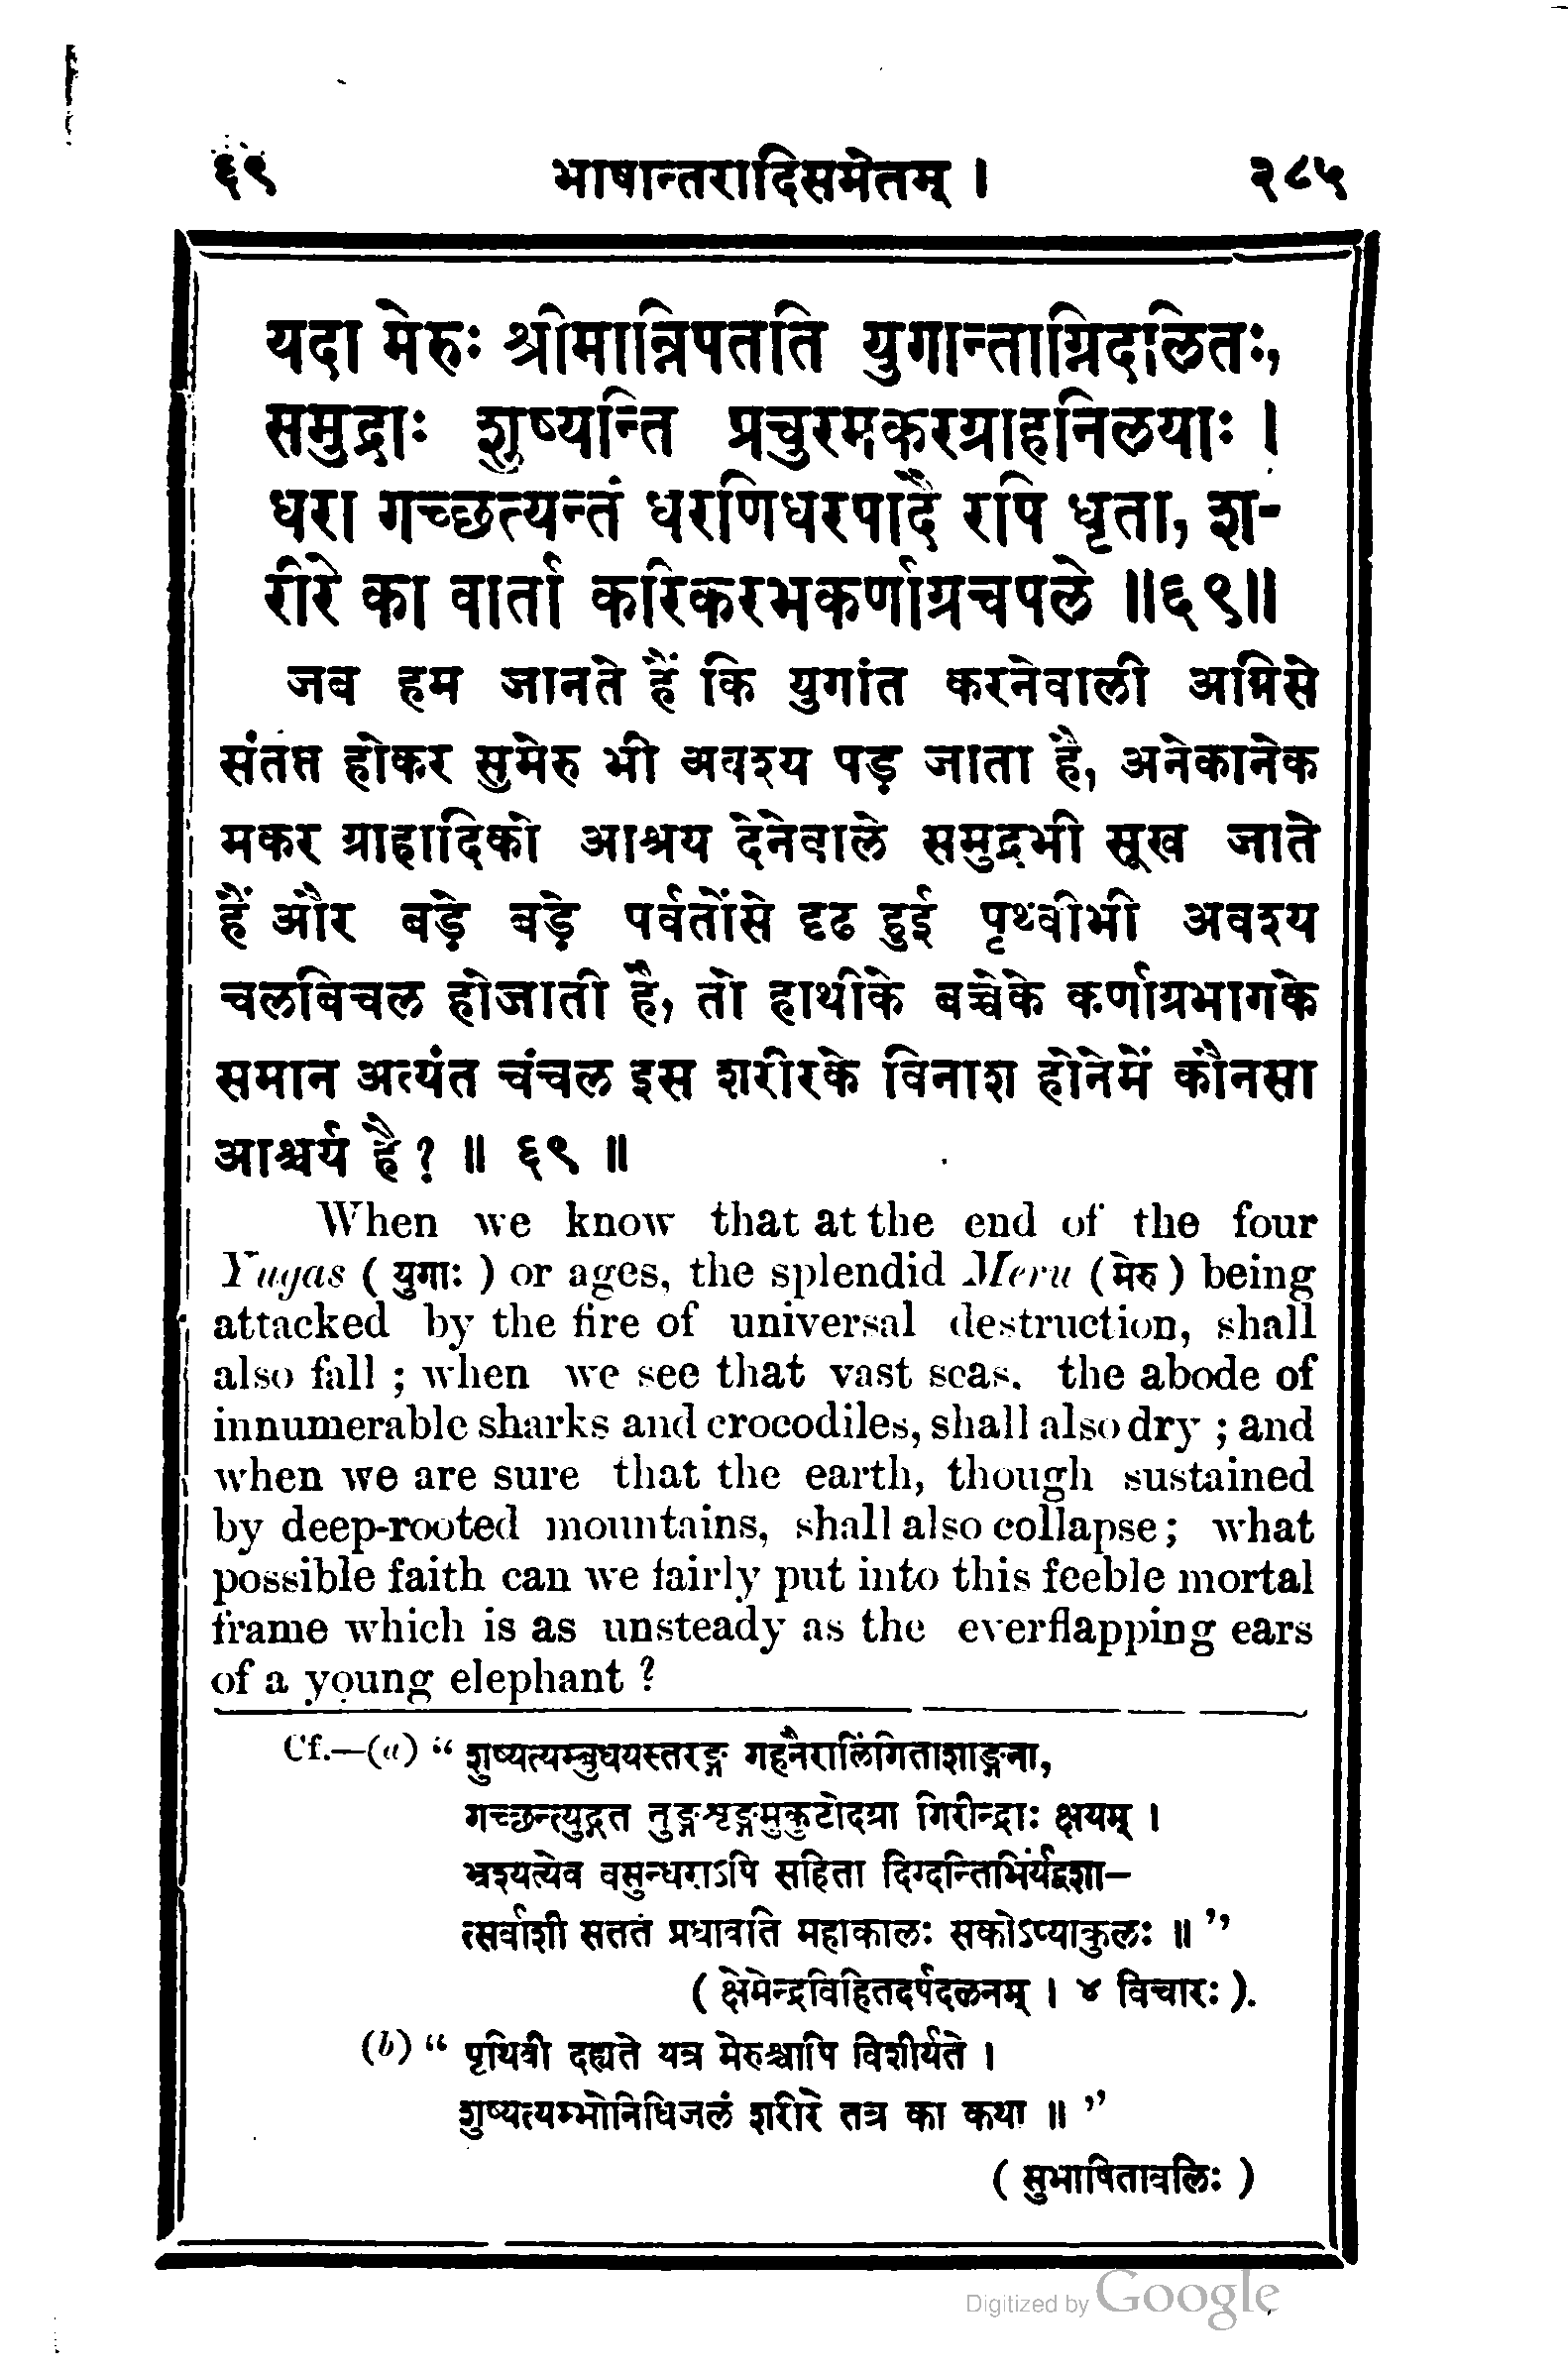 ६९ भाषान्तरादिसमेतम् । २८५
यदा मेरुः श्रीमान्निपतति युगान्ताग्निदलितः,
समुद्राः शुष्यन्ति प्रचुरमकरग्राहनिलयाः ।
धरा गच्छत्यन्तं धरणिधरपादै रपि धृता, श-
रीरे का वार्ता करिकरभकर्णाग्रचपले ॥६९॥
जब हम जानते हैं कि युगांत करनेवाली अग्निसे
संतप्त होकर सुमेरु भी अवश्य पड़ जाता है, अनेकानेक
मकर ग्राहादिको आश्रय देनेवाले समुद्रभी सूख जाते
हैं और बड़े बड़े पर्वतोंसे दृढ हुई पृथ्वीभी अवश्य
चलबिचल होजाती है, तो हाथीके बच्चेके कर्णाग्रभागके
समान अत्यंत चंचल इस शरीरके विनाश होनेमें कौनसा
आश्चर्य है? ॥ ६९ ॥
When we know that at the end of the four
Yugas ( युगाः ) or ages, the splendid Meru ( मेरु ) being
attacked by the fire of universal destruction, shall
also fall ; when we see that vast seas, the abode of
innumerable sharks and crocodiles, shall also dry ; and
when we are sure that the earth, though sustained
by deep-rooted mountains, shall also collapse; what
possible faith can we fairly put into this feeble mortal
frame which is as unsteady as the everflapping ears
of a young elephant ?
Cf.—(a) “ शुष्यत्यम्बुधयस्तरङ्ग गहनैरालिंगिताशाङ्गना,
गच्छन्त्युद्गत तुङ्गशृङ्गमुकुटोदग्रा गिरीन्द्राः क्षयम् ।
भ्रश्यत्येव वसुन्धराऽपि सहिता दिग्दन्तिभिर्यद्वशा–
त्सर्वाशी सततं प्रधावति महाकालः सकोऽप्याकुलः ॥ ”
( क्षेमेन्द्रविहितदर्पदळनम् । ४ विचारः ).
(b) “ पृथिवी दह्यते यत्र मेरुश्चापि विशीर्यते ।
शुष्यत्यम्भोनिधिजलं शरीरे तत्र का कथा ॥ ”
( सुभाषितावलिः )
Digitized by Google